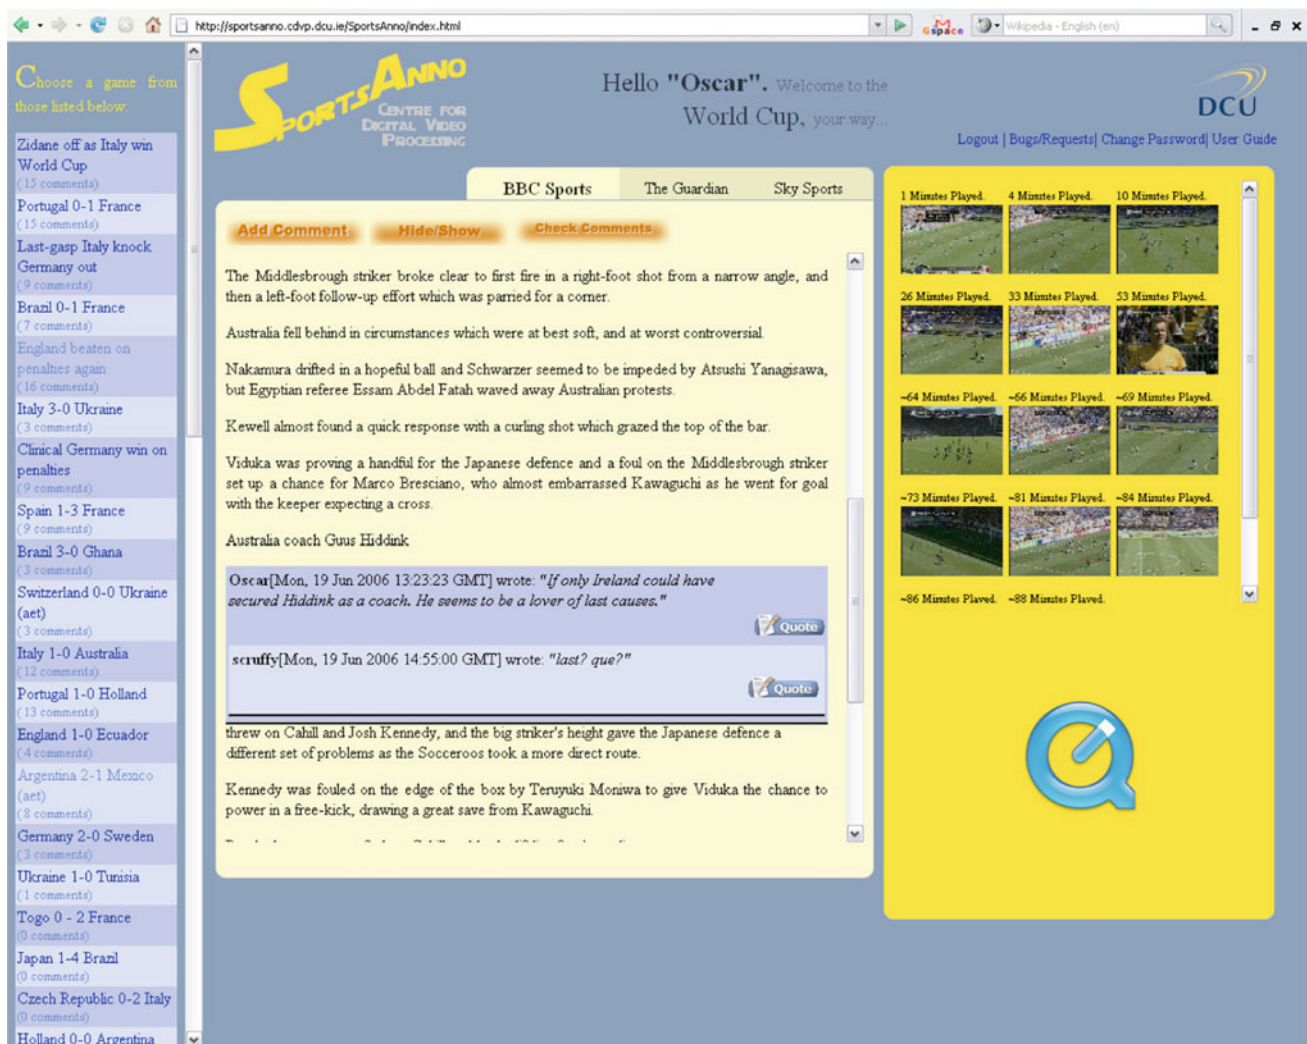 http://sportsanno.cdvp.dcu.ie/SportsAnno/index.html
Gspace
Wikipedia - English (en)
Choose a game from
those listed below:
Zidane off as Italy win
World Cup
(15 comments)
Portugal 0-1 France
(15 comments)
Last-gasp Italy knock
Germany out
(9 comments)
Brazil 0-1 France
(7 comments)
England beaten on
penalties again
(16 comments)
Italy 3-0 Ukraine
(3 comments)
Clinical Germany win on
penalties
(9 comments)
Spain 1-3 France
(9 comments)
Brazil 3-0 Ghana
(3 comments)
Switzerland 0-0 Ukraine
(aet)
(3 comments)
Italy 1-0 Australia
(12 comments)
Portugal 1-0 Holland
(13 comments)
England 1-0 Ecuador
(4 comments)
Argentina 2-1 Mexico
(aet)
(8 comments)
Germany 2-0 Sweden
(3 comments)
Ukraine 1-0 Tunisia
(1 comments)
Togo 0 - 2 France
(0 comments)
Japan 1-4 Brazil
(0 comments)
Czech Republic 0-2 Italy
(0 comments)
Holland 0-0 Argentina
SPORTSANNO
CENTRE FOR
DIGITAL VIDEO
PROCESSING
Hello "Oscar". Welcome to the
World Cup, your way...
DCU
Logout | Bugs/Requests| Change Password| User Guide
BBC Sports The Guardian Sky Sports
Add Comment Hide/Show Check Comments
The Middlesbrough striker broke clear to first fire in a right-foot shot from a narrow angle, and
then a left-foot follow-up effort which was parried for a corner.
Australia fell behind in circumstances which were at best soft, and at worst controversial.
Nakamura drifted in a hopeful ball and Schwarzer seemed to be impeded by Atsushi Yanagisawa,
but Egyptian referee Essam Abdel Fatah waved away Australian protests.
Kewell almost found a quick response with a curling shot which grazed the top of the bar.
Viduka was proving a handful for the Japanese defence and a foul on the Middlesbrough striker
set up a chance for Marco Bresciano, who almost embarrassed Kawaguchi as he went for goal
with the keeper expecting a cross.
Australia coach Guus Hiddink
Oscar[Mon, 19 Jun 2006 13:23:23 GMT] wrote: "If only Ireland could have
secured Hiddink as a coach. He seems to be a lover of last causes."
Quote
scruffy[Mon, 19 Jun 2006 14:55:00 GMT] wrote: "last? que?"
Quote
threw on Cahill and Josh Kennedy, and the big striker's height gave the Japanese defence a
different set of problems as the Socceroos took a more direct route.
Kennedy was fouled on the edge of the box by Teruyuki Moniwa to give Viduka the chance to
power in a free-kick, drawing a great save from Kawaguchi.
1 Minutes Played. 4 Minutes Played. 10 Minutes Played.
26 Minutes Played. 33 Minutes Played. 53 Minutes Played.
~64 Minutes Played. ~66 Minutes Played. ~69 Minutes Played.
~73 Minutes Played. ~81 Minutes Played. ~84 Minutes Played.
~86 Minutes Played. ~88 Minutes Played.